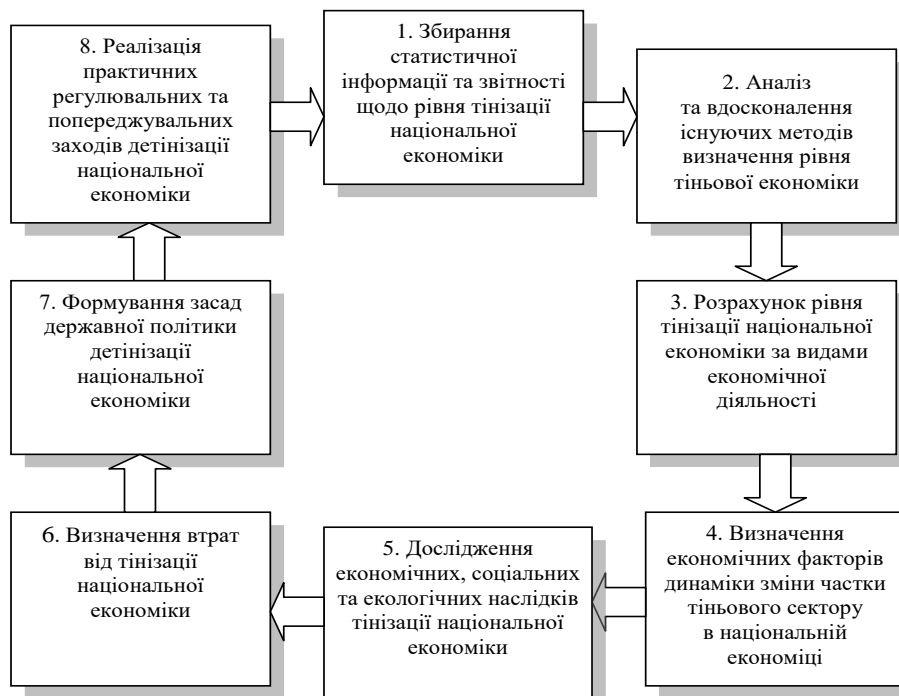 1. Збирання
статистичної
інформації та звітності
щодо рівня тінізації
національної
економіки
2. Аналіз
та вдосконалення
існуючих методів
визначення рівня
тіньової економіки
3. Розрахунок рівня
тінізації національної
економіки за видами
економічної
діяльності
4. Визначення
економічних факторів
динаміки зміни частки
тіньового сектору
в національній
економіці
5. Дослідження
економічних, соціальних
та екологічних наслідків
тінізації національної
економіки
6. Визначення втрат
від тінізації
національної
економіки
7. Формування засад
державної політики
детінізації
національної
економіки
8. Реалізація
практичних
регулювальних та
попереджувальних
заходів детінізації
національної
економіки